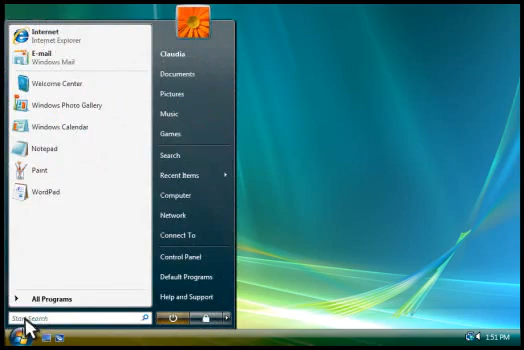 Internet
Internet Explorer
E-mail
Windows Mail
Welcome Center
Windows Photo Gallery
Windows Calendar
Notepad
Paint
WordPad
All Programs
Start Search
Claudia
Documents
Pictures
Music
Games
Search
Recent Items
Computer
Network
Connect To
Control Panel
Default Programs
Help and Support
1:51 PM